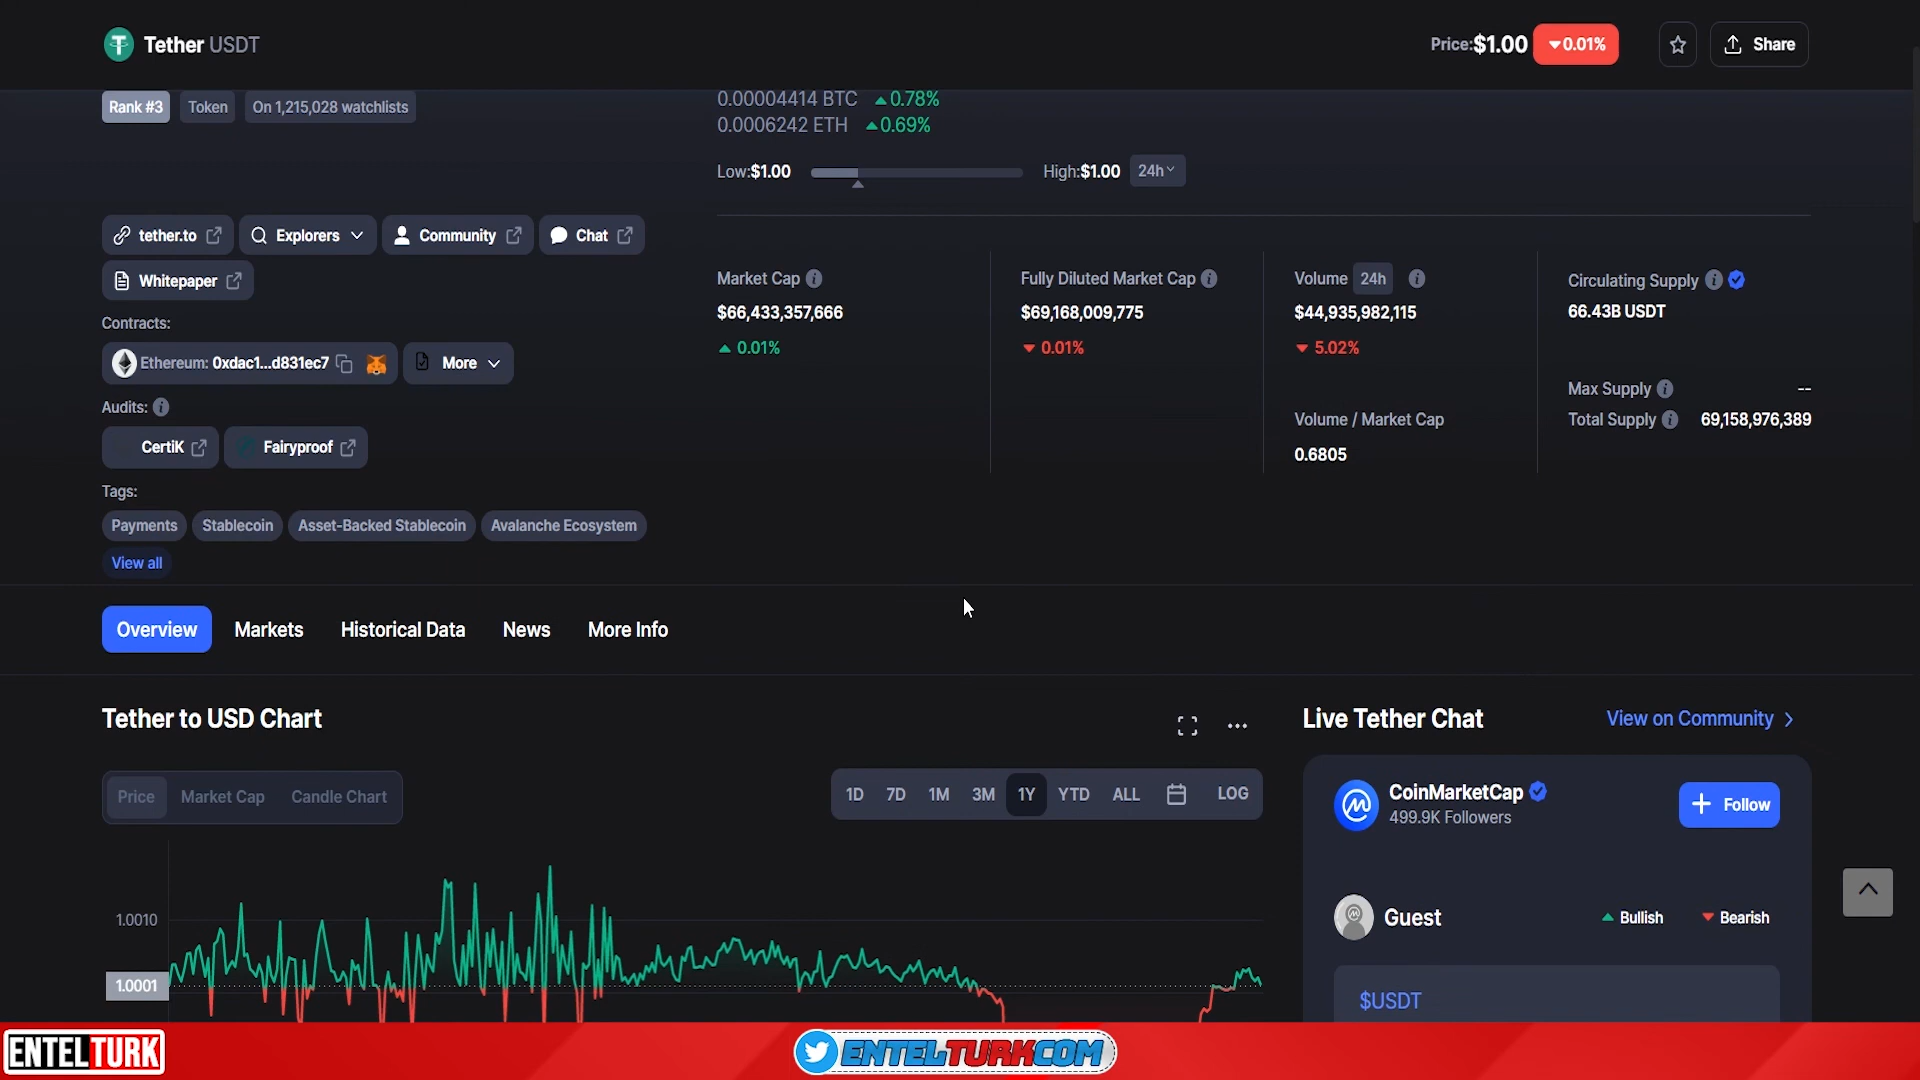 Tether USDT
Price:$1.00 0.01%
Share
Rank #3 Token On 1,215,028 watchlists
0.00004414 BTC 0.78%
0.0006242 ETH 0.69%
Low:$1.00 High:$1.00 24h
tether.to Explorers Community Chat
Whitepaper
Contracts:
Ethereum: 0xdac1...d831ec7 More
Audits:
CertiK Fairyproof
Tags:
Payments Stablecoin Asset-Backed Stablecoin Avalanche Ecosystem
View all
Market Cap
$66,433,357,666
0.01%
Fully Diluted Market Cap
$69,168,009,775
0.01%
Volume 24h
$44,935,982,115
5.02%
Volume / Market Cap
0.6805
Circulating Supply
66.43B USDT
Max Supply --
Total Supply 69,158,976,389
Overview Markets Historical Data News More Info
Tether to USD Chart
Price Market Cap Candle Chart
1D 7D 1M 3M 1Y YTD ALL LOG
1.0010
1.0001
Live Tether Chat View on Community
CoinMarketCap
499.9K Followers
+ Follow
Guest Bullish Bearish
$USDT
ENTELTURK
ENTELTURKCOM